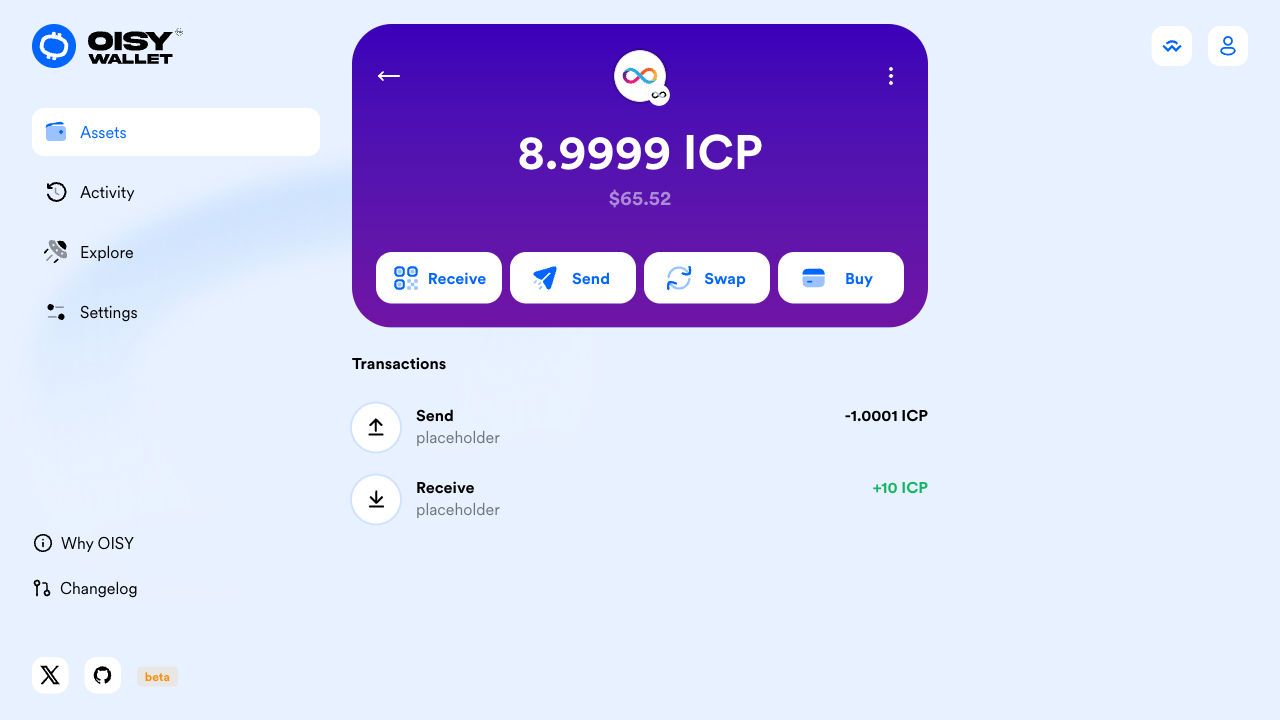 OISY
WALLET
Assets
Activity
Explore
Settings
Why OISY
Changelog
beta
8.9999 ICP
$65.52
Receive
Send
Swap
Buy
Transactions
Send
-1.0001 ICP
placeholder
Receive
+10 ICP
placeholder